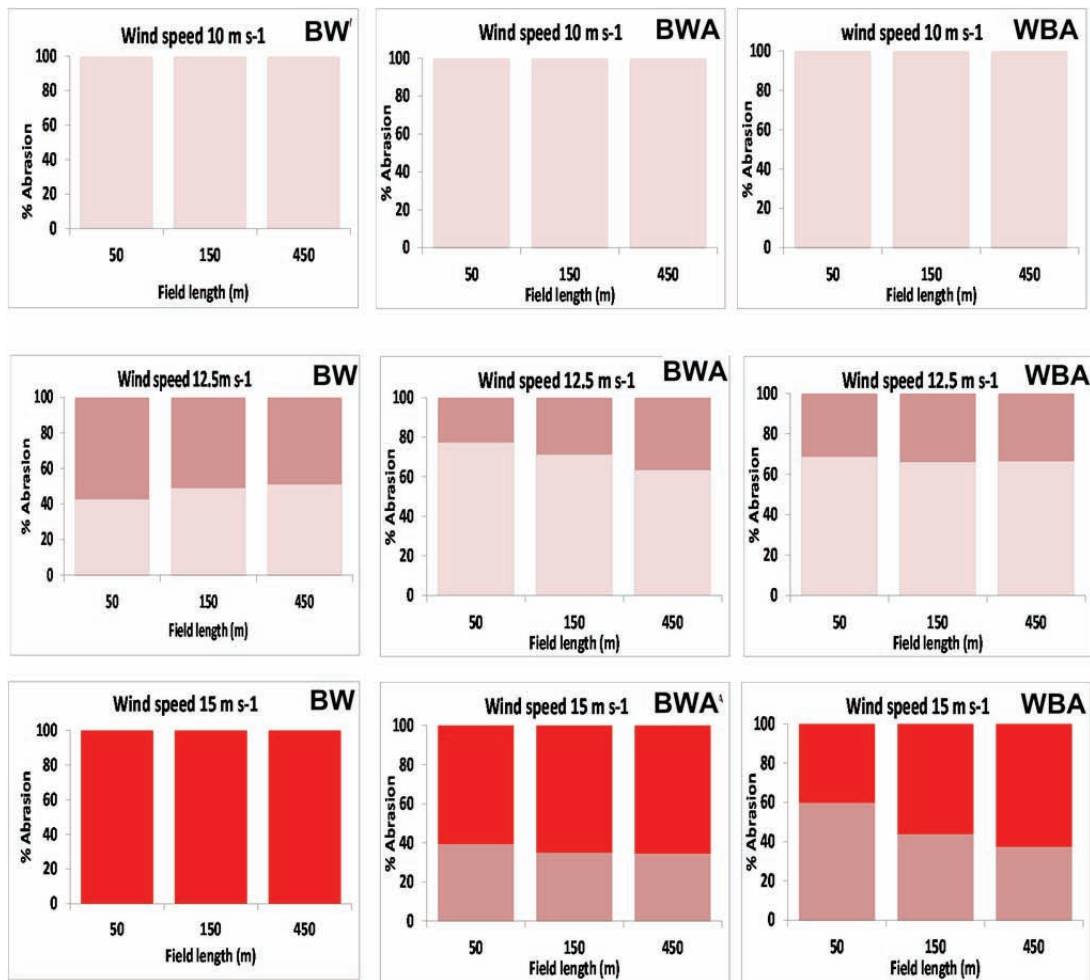 Wind speed 10 m s-1 BW
% Abrasion
100
80
60
40
20
0
50 150 450
Field length (m)
Wind speed 10 m s-1 BWA
% Abrasion
100
80
60
40
20
0
50 150 450
Field length (m)
wind speed 10 m s-1 WBA
% Abrasion
100
80
60
40
20
0
50 150 450
Field length (m)
Wind speed 12.5m s-1 BW
% Abrasion
100
80
60
40
20
0
50 150 450
Field length (m)
Wind speed 12.5 m s-1 BWA
% Abrasion
100
80
60
40
20
0
50 150 450
Field length (m)
Wind speed 12.5 m s-1 WBA
% Abrasion
100
80
60
40
20
0
50 150 450
Field length (m)
Wind speed 15 m s-1 BW
% Abrasion
100
80
60
40
20
0
50 150 450
Field length (m)
Wind speed 15 m s-1 BWA
% Abrasion
100
80
60
40
20
0
50 150 450
Field length (m)
Wind speed 15 m s-1 WBA
% Abrasion
100
80
60
40
20
0
50 150 450
Field length (m)